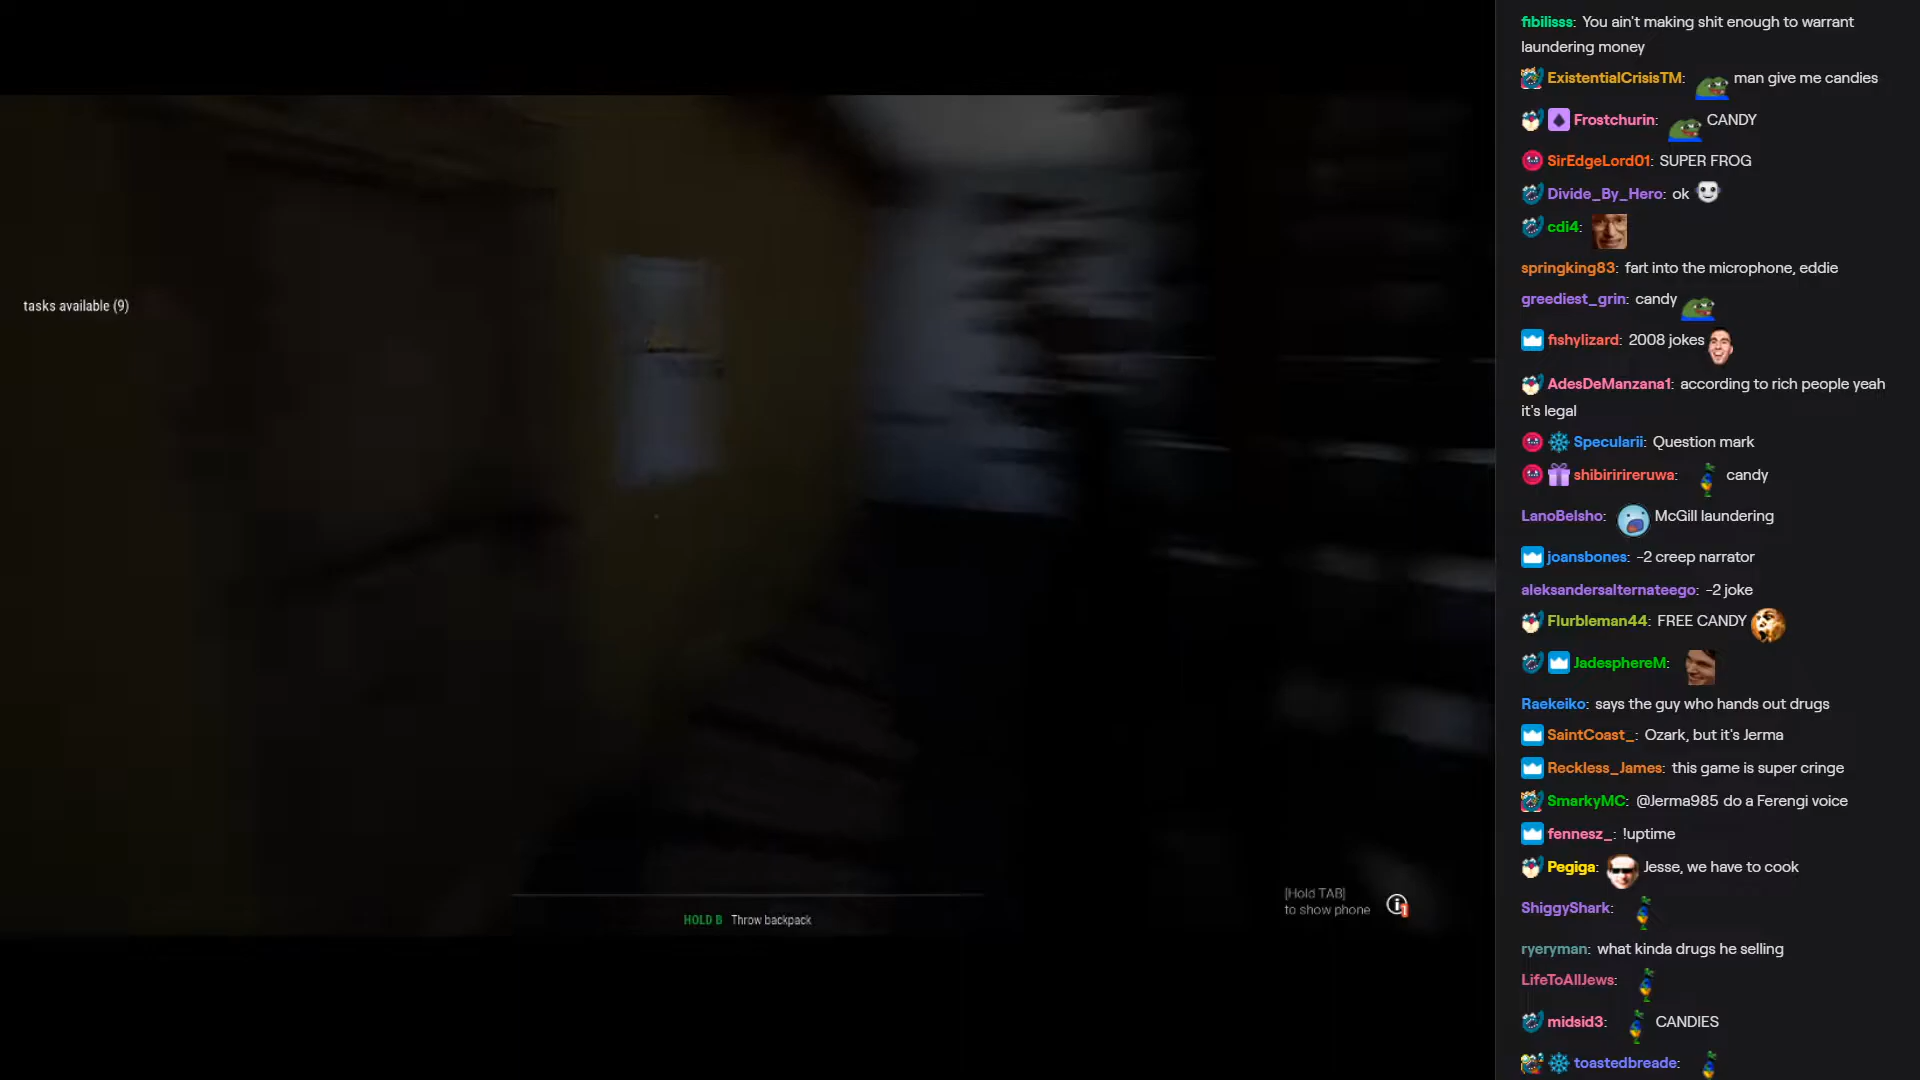 tasks available (9)
HOLD B Throw backpack
[Hold TAB]
to show phone
1
fibilisss: You ain't making shit enough to warrant
laundering money
ExistentialCrisisTM: man give me candies
Frostchurin: CANDY
SirEdgeLord01: SUPER FROG
Divide_By_Hero: ok
cdi4:
springking83: fart into the microphone, eddie
greediest_grin: candy
fishylizard: 2008 jokes
AdesDeManzana1: according to rich people yeah
it's legal
Specularii: Question mark
shibiririreruwa: candy
LanoBelsho: McGill laundering
joansbones: -2 creep narrator
aleksandersalternateego: -2 joke
Flurbleman44: FREE CANDY
JadesphereM:
Raekeiko: says the guy who hands out drugs
SaintCoast_: Ozark, but it's Jerma
Reckless_James: this game is super cringe
SmarkyMC: @Jerma985 do a Ferengi voice
fennesz_: !uptime
Pegiga: Jesse, we have to cook
ShiggyShark:
ryeryman: what kinda drugs he selling
LifeToAllJews:
midsid3: CANDIES
toastedbreade: